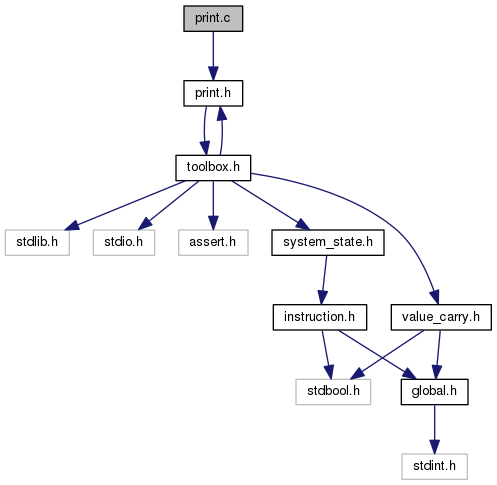 print.c
print.h
toolbox.h
stdlib.h
stdio.h
assert.h
system_state.h
instruction.h
value_carry.h
stdbool.h
global.h
stdint.h